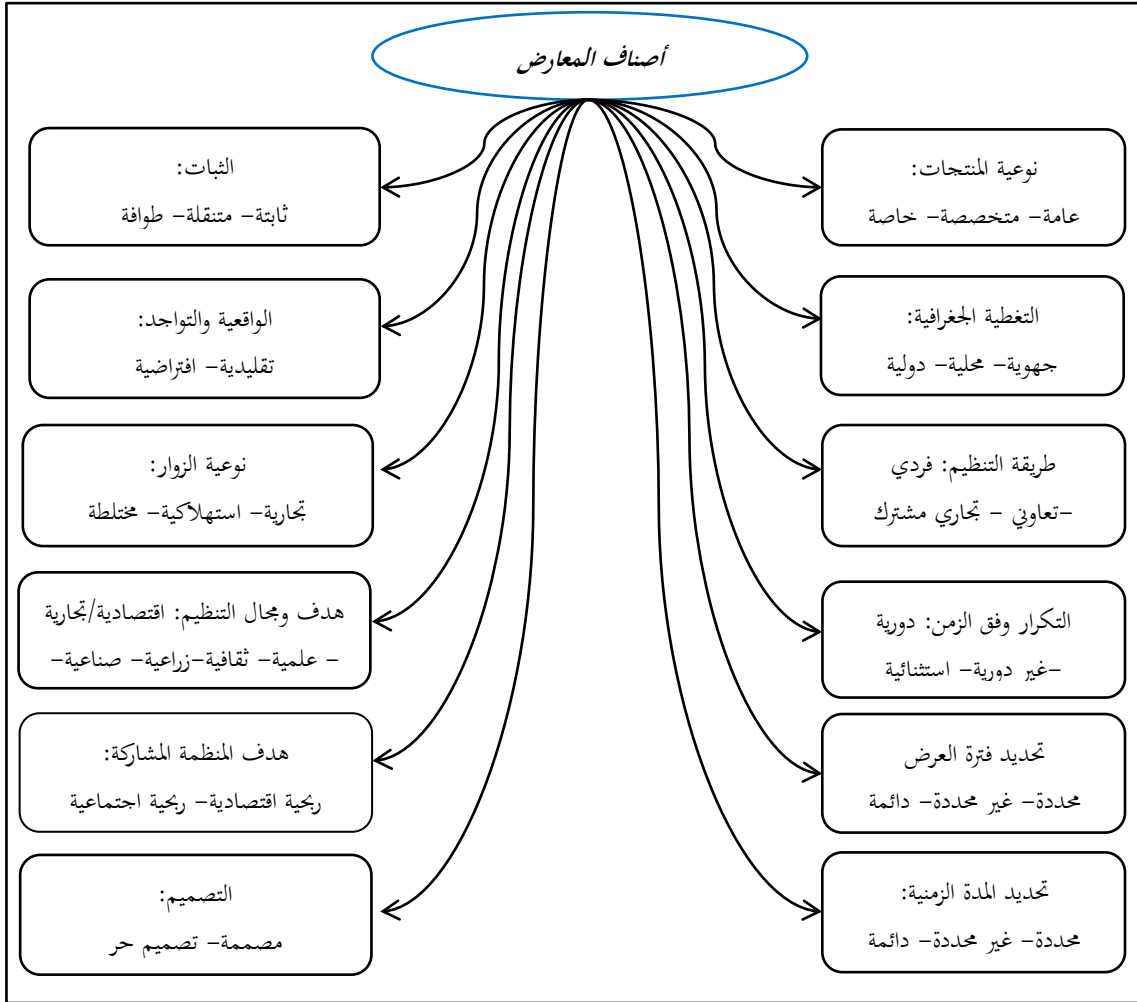 أصناف المعارض
نوعية المنتجات:
عامة– متخصصة– خاصة
التغطية الجغرافية:
جهوية– محلية– دولية
طريقة التنظيم: فردي
–تعاوني – تجاري مشترك
التكرار وفق الزمن: دورية
–غير دورية– استثنائية
تحديد فترة العرض
محددة– غير محددة– دائمة
تحديد المدة الزمنية:
محددة– غير محددة– دائمة
الثبات:
ثابتة– متنقلة– طوافة
الواقعية والتواجد:
تقليدية– افتراضية
نوعية الزوار:
تجارية– استهلاكية– مختلطة
هدف ومجال التنظيم: اقتصادية/تجارية
– علمية– ثقافية–زراعية– صناعية–
هدف المنظمة المشاركة:
ربحية اقتصادية– ربحية اجتماعية
التصميم:
مصممة– تصميم حر